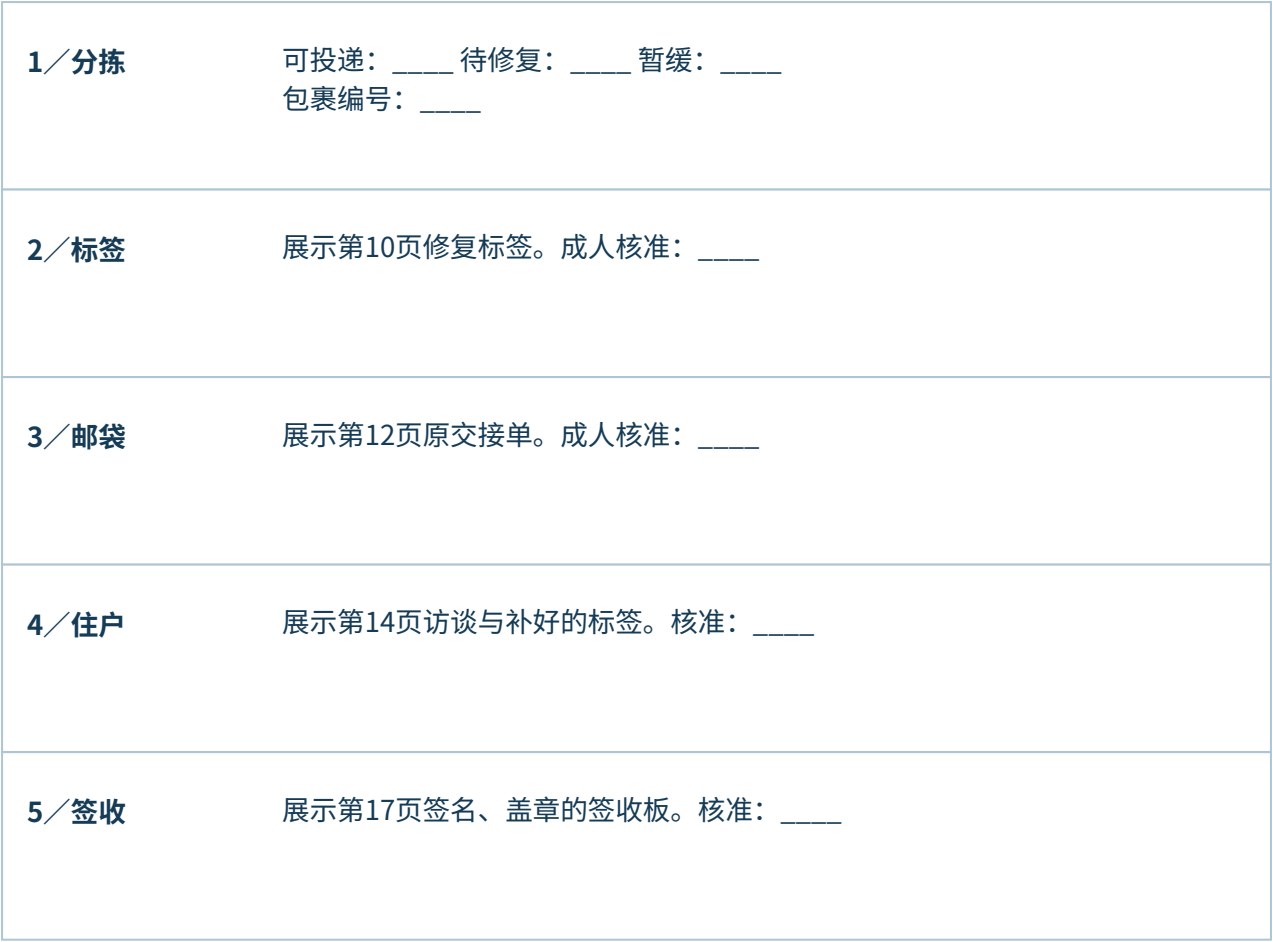 1／分拣
可投递：____ 待修复：____ 暂缓：____
包裹编号：____
2／标签
展示第10页修复标签。成人核准：____
3／邮袋
展示第12页原交接单。成人核准：____
4／住户
展示第14页访谈与补好的标签。核准：____
5／签收
展示第17页签名、盖章的签收板。核准：____